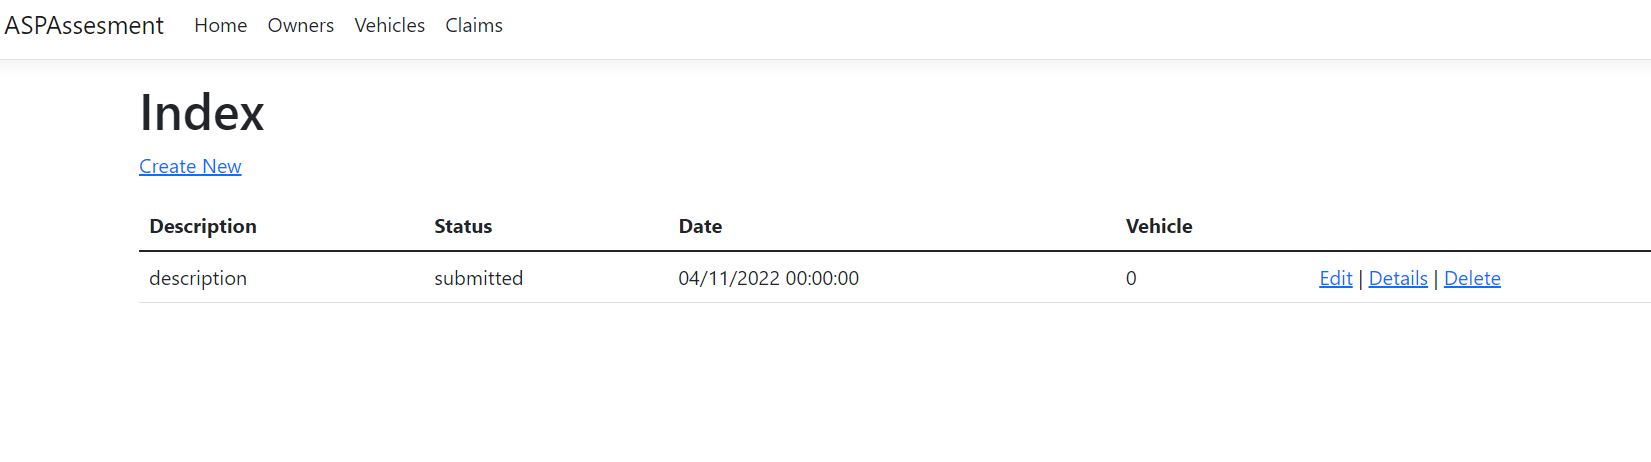 ASPAssesment Home Owners Vehicles Claims
Index
Create New
Description Status Date Vehicle
description submitted 04/11/2022 00:00:00 0 Edit | Details | Delete